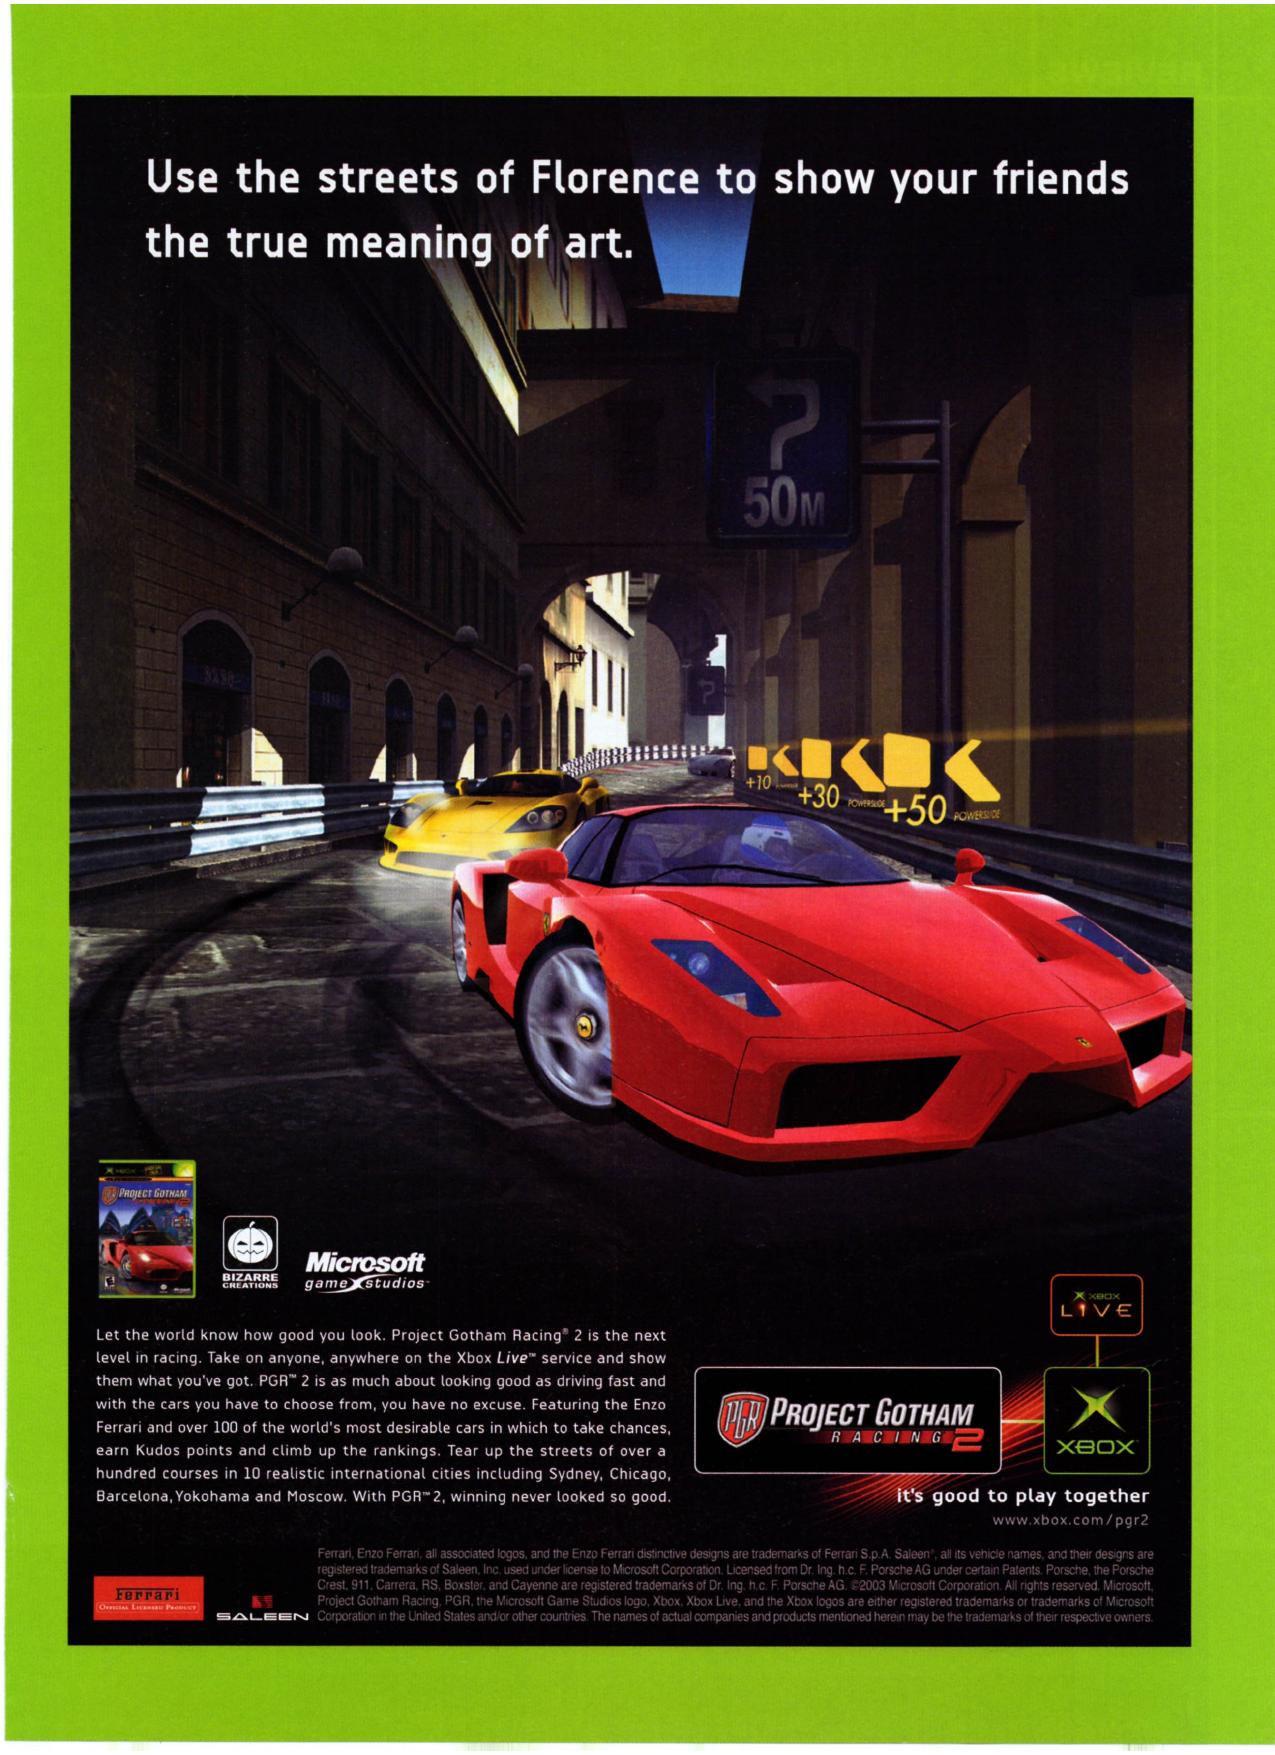 Use the streets of Florence to show your friends
the true meaning of art.
50M
+10
+30 POWERSLIDE
+50 POWERSLIDE
XBOX
PROJECT GOTHAM
RACING 2
BIZARRE
CREATIONS
Microsoft
game studios™
XBOX
LIVE
Let the world know how good you look. Project Gotham Racing® 2 is the next
level in racing. Take on anyone, anywhere on the Xbox Live™ service and show
them what you've got. PGR™ 2 is as much about looking good as driving fast and
with the cars you have to choose from, you have no excuse. Featuring the Enzo
Ferrari and over 100 of the world's most desirable cars in which to take chances,
earn Kudos points and climb up the rankings. Tear up the streets of over a
hundred courses in 10 realistic international cities including Sydney, Chicago,
Barcelona, Yokohama and Moscow. With PGR™ 2, winning never looked so good.
PGR PROJECT GOTHAM
RACING 2
XBOX
it's good to play together
www.xbox.com/pgr2
Ferrari, Enzo Ferrari, all associated logos, and the Enzo Ferrari distinctive designs are trademarks of Ferrari S.p.A. Saleen®, all its vehicle names, and their designs are
registered trademarks of Saleen, Inc. used under license to Microsoft Corporation. Licensed from Dr. Ing. h.c. F. Porsche AG under certain Patents. Porsche, the Porsche
Crest, 911, Carrera, RS, Boxster, and Cayenne are registered trademarks of Dr. Ing. h.c. F. Porsche AG. ©2003 Microsoft Corporation. All rights reserved. Microsoft,
Project Gotham Racing, PGR, the Microsoft Game Studios logo, Xbox, Xbox Live, and the Xbox logos are either registered trademarks or trademarks of Microsoft
Corporation in the United States and/or other countries. The names of actual companies and products mentioned herein may be the trademarks of their respective owners.
Ferrari
OFFICIAL LICENSED PRODUCT
SALEEN